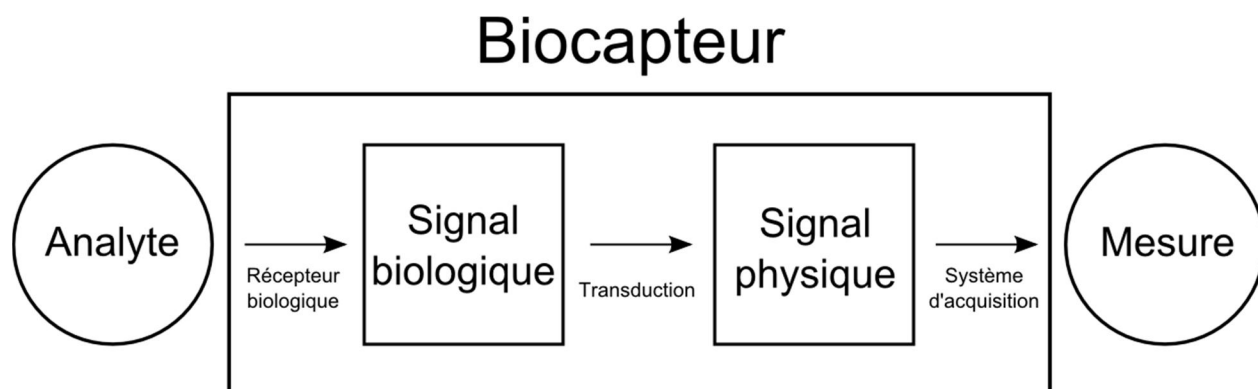 Biocapteur
Analyte
Récepteur
biologique
Signal
biologique
Transduction
Signal
physique
Système
d'acquisition
Mesure